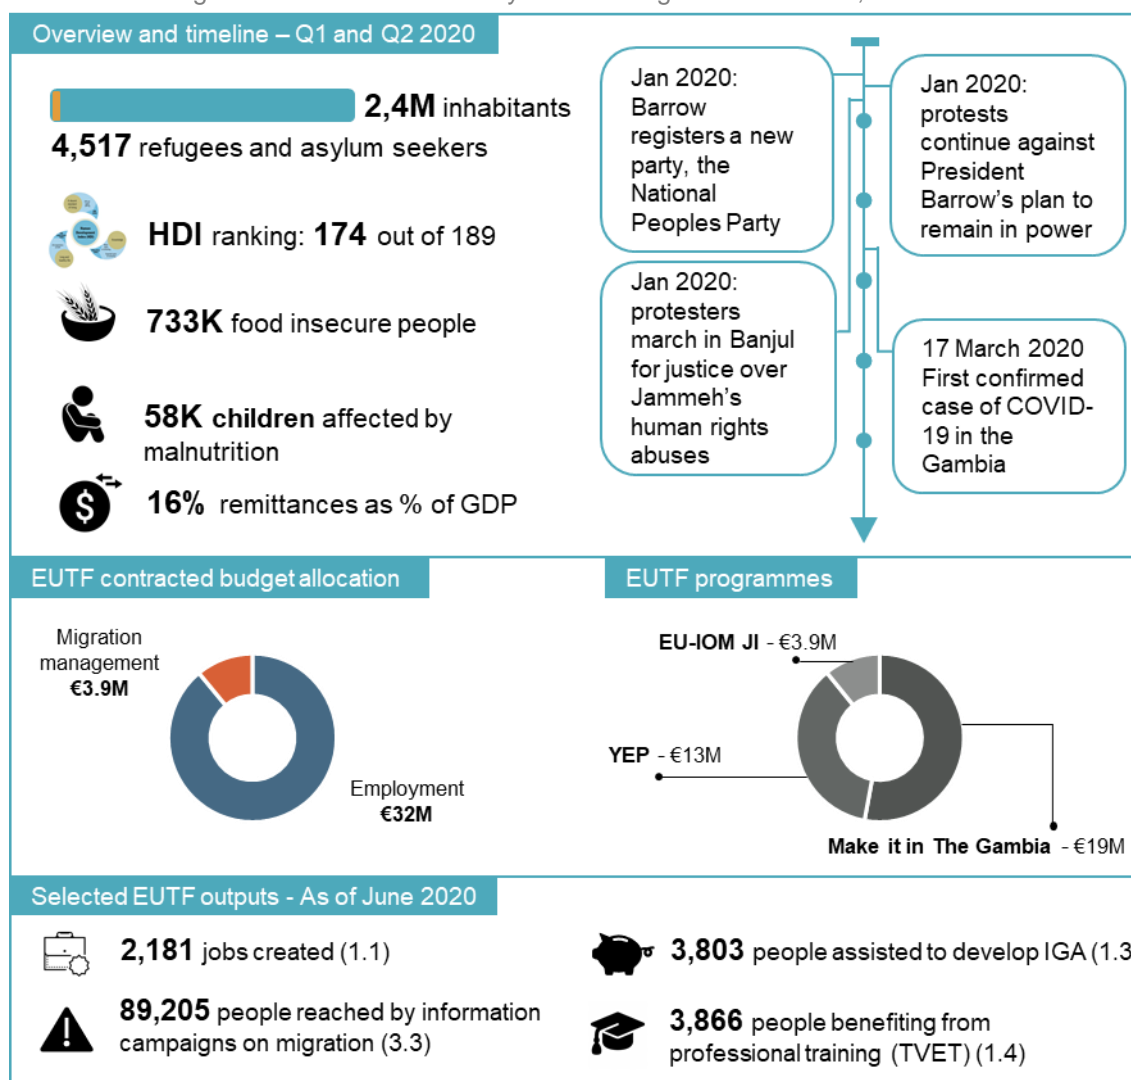 Overview and timeline – Q1 and Q2 2020
2,4M inhabitants
4,517 refugees and asylum seekers
HDI ranking: 174 out of 189
733K food insecure people
58K children affected by
malnutrition
16% remittances as % of GDP
Jan 2020:
Barrow
registers a new
party, the
National
Peoples Party
Jan 2020:
protests
continue against
President
Barrow's plan to
remain in power
Jan 2020:
protesters
march in Banjul
for justice over
Jammeh's
human rights
abuses
17 March 2020
First confirmed
case of COVID-
19 in the
Gambia
EUTF contracted budget allocation
Migration
management
€3.9M
Employment
€32M
EUTF programmes
EU-IOM JI - €3.9M
YEP - €13M
Make it in The Gambia - €19M
Selected EUTF outputs - As of June 2020
2,181 jobs created (1.1)
3,803 people assisted to develop IGA (1.3
89,205 people reached by information
campaigns on migration (3.3)
3,866 people benefiting from
professional training (TVET) (1.4)